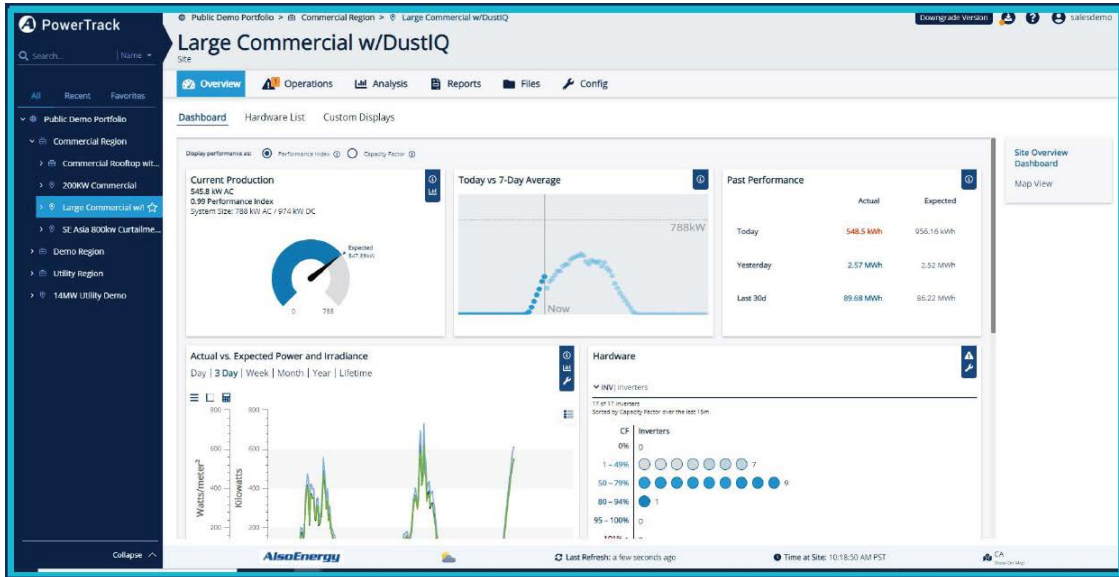 PowerTrack
Search...
Name
All Recent Favorites
Public Demo Portfolio
Commercial Region
Commercial Rooftop wit...
200KW Commercial
Large Commercial w/I
SE Asia 800kw Curtailme...
Demo Region
Utility Region
14MW Utility Demo
Collapse
Public Demo Portfolio > Commercial Region > Large Commercial w/DustIQ
Downgrade Version
salesdemo
Large Commercial w/DustIQ
Site
Overview Operations Analysis Reports Files Config
Dashboard Hardware List Custom Displays
Display performance as: Performance Index Capacity Factor
Current Production
545.8 kW AC
0.99 Performance Index
System Size: 788 kW AC / 974 kW DC
Expected
0 788
Today vs 7-Day Average
788kW
Now
Past Performance
Actual Expected
Today 548.5 kWh 956.16 kWh
Yesterday 2.57 MWh 2.52 MWh
Last 30d 89.68 MWh 86.22 MWh
Site Overview
Dashboard
Map View
Actual vs. Expected Power and Irradiance
Day | 3 Day | Week | Month | Year | Lifetime
800 800
600 600
400 400
200 200
Watts/meter²
Kilowatts
Hardware
INV| Inverters
17 of 17 Inverters
Sorted by Capacity Factor over the last 15m
CF Inverters
0% 0
1 – 49% 7
50 – 79% 9
80 – 94% 1
95 – 100% 0
AlsoEnergy
Last Refresh: a few seconds ago
Time at Site: 10:18:50 AM PST
CA
Show On Map